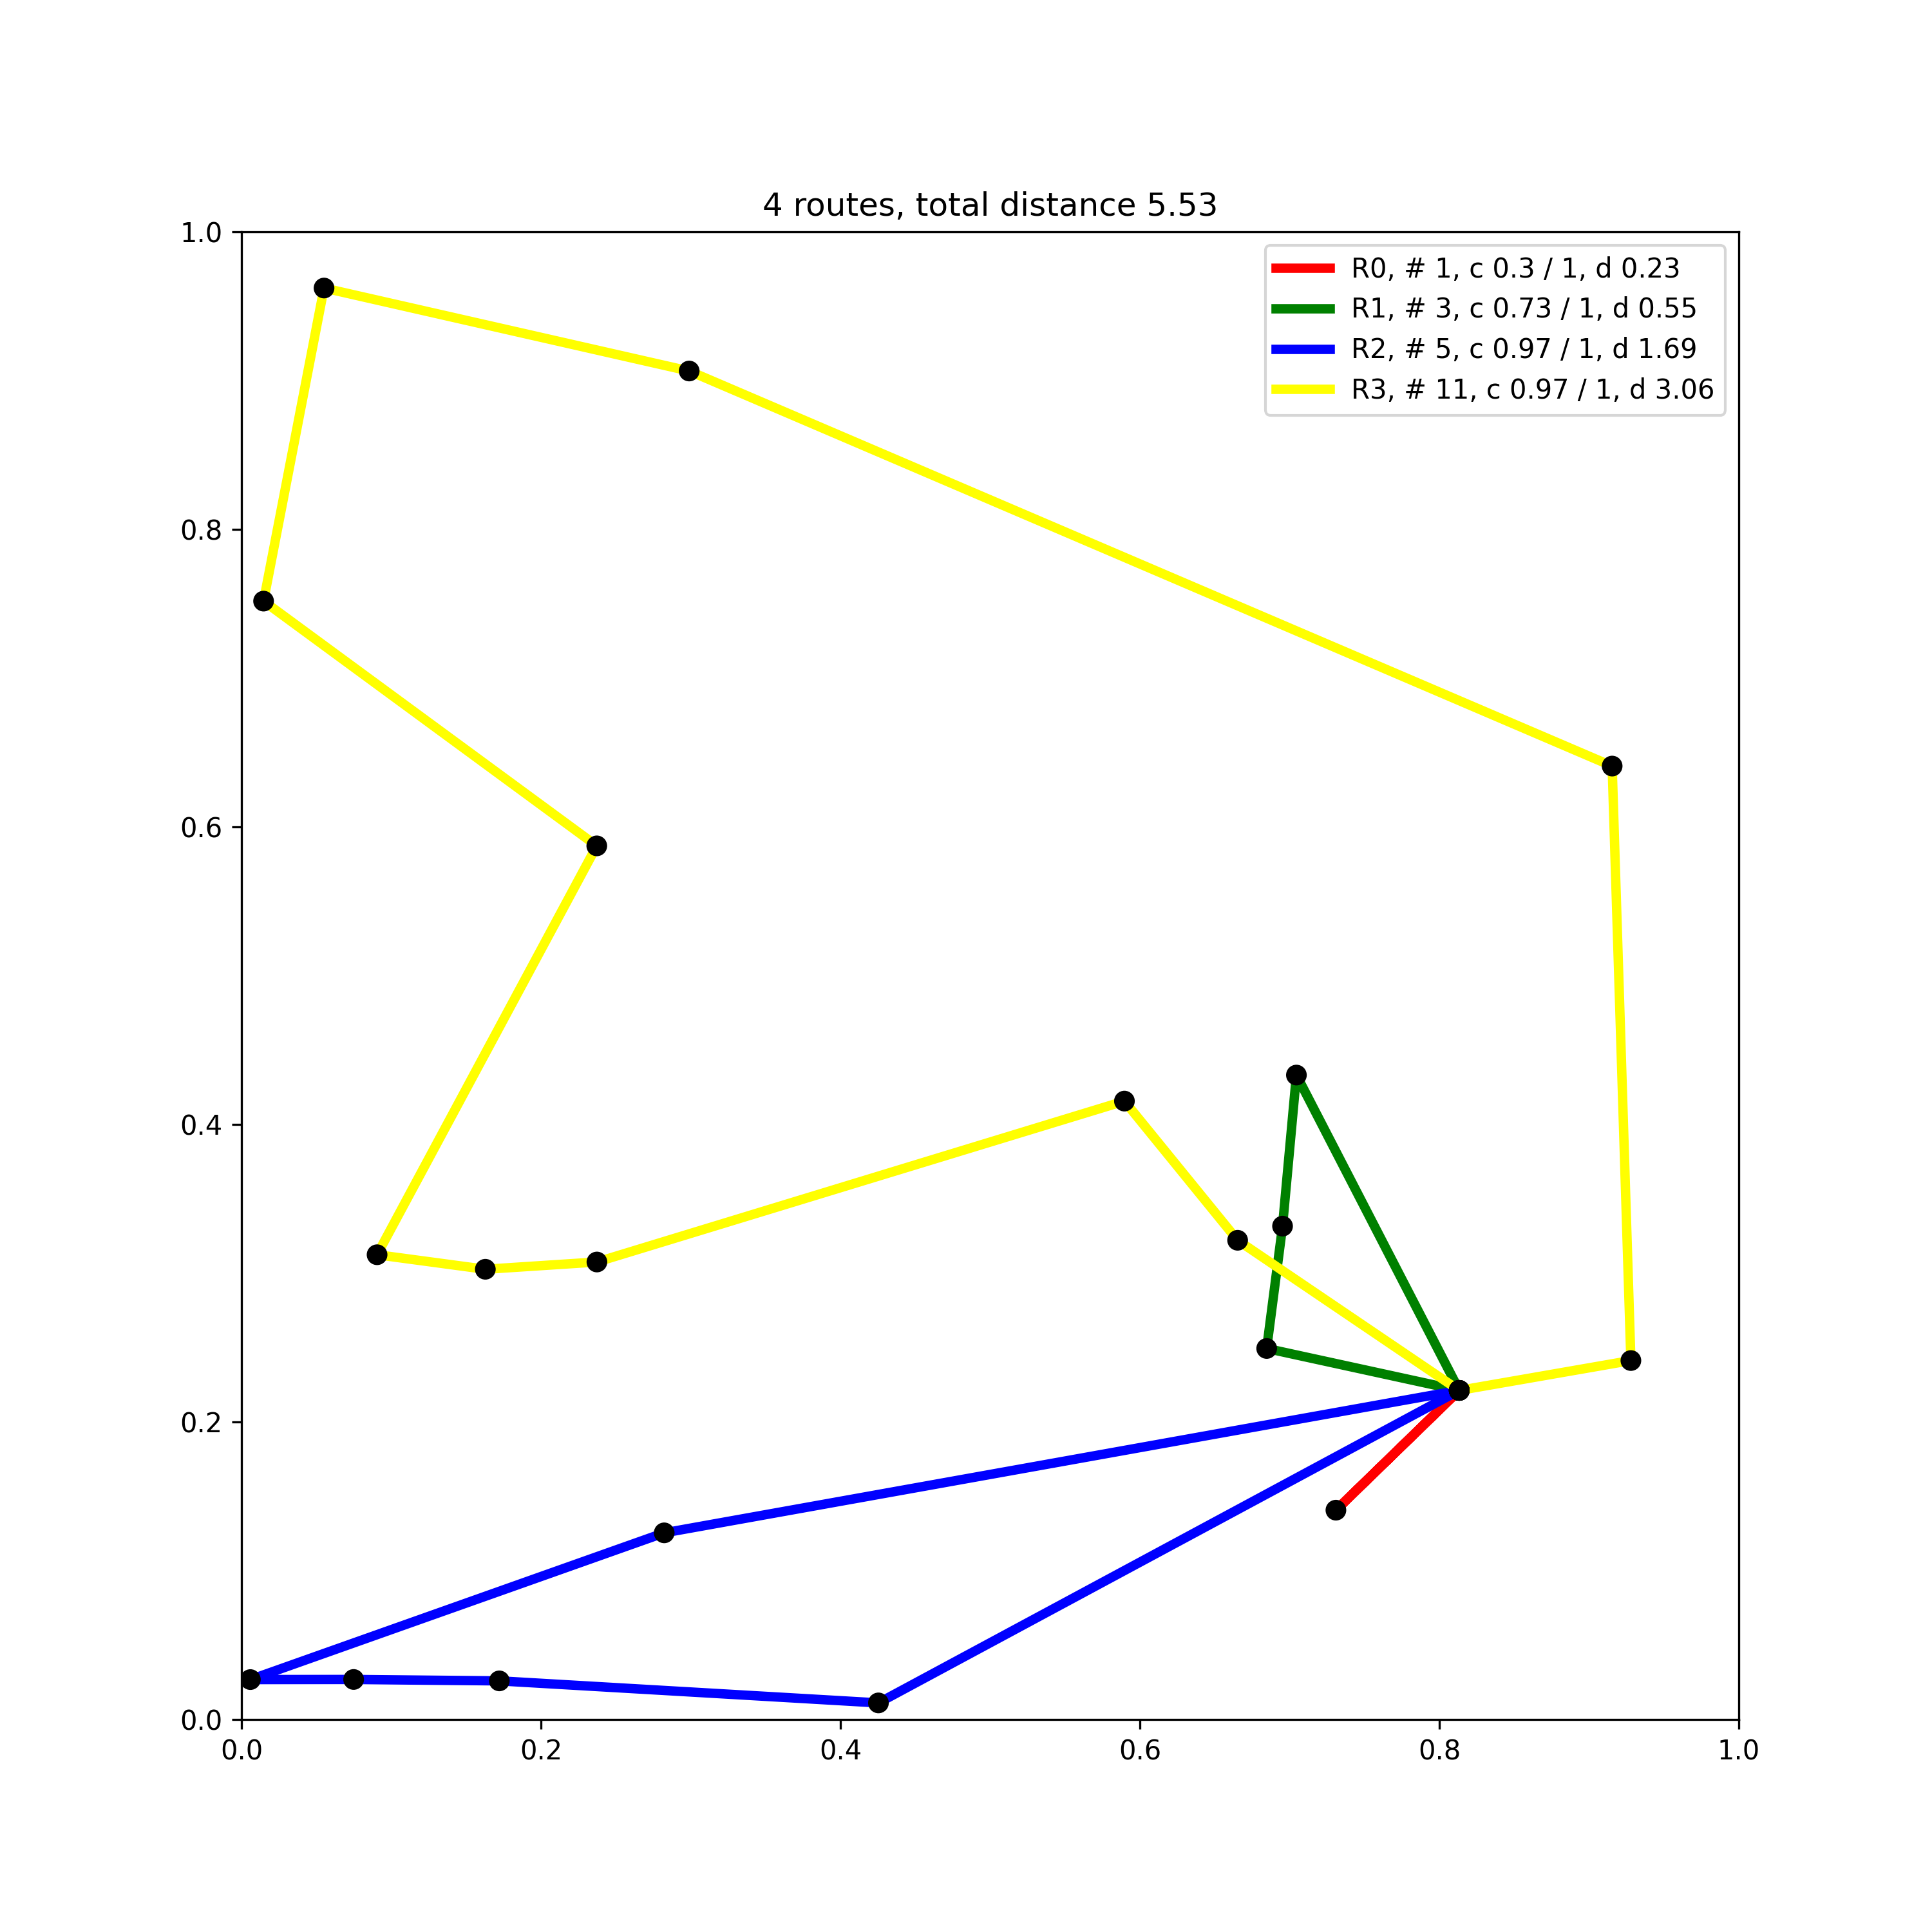 4 routes, total distance 5.53
1.0
R0, # 1, c 0.3 / 1, d 0.23
R1, # 3, c 0.73 / 1, d 0.55
R2, # 5, c 0.97 / 1, d 1.69
R3, # 11, c 0.97 / 1, d 3.06
0.8
0.6
0.4
0.2
0.0
0.0 0.2 0.4 0.6 0.8 1.0